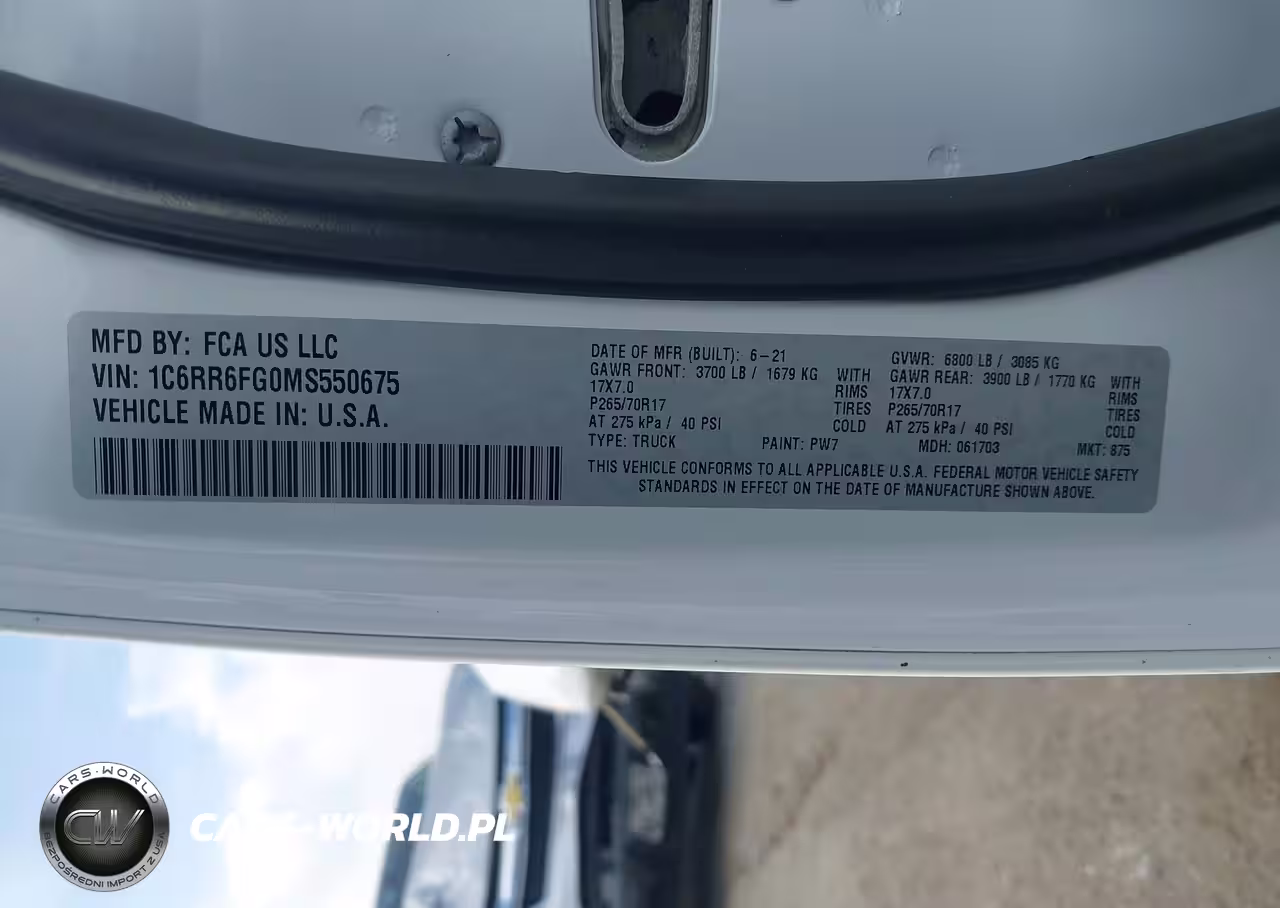 MFD BY: FCA US LLC
VIN: 1C6RR6FG0MS550675
VEHICLE MADE IN: U.S.A.
DATE OF MFR (BUILT): 6-21
GAWR FRONT: 3700 LB / 1679 KG WITH
17X7.0 RIMS
P265/70R17 TIRES
AT 275 kPa / 40 PSI COLD
GVWR: 6800 LB / 3085 KG
GAWR REAR: 3900 LB / 1770 KG WITH
17X7.0 RIMS
P265/70R17 TIRES
AT 275 kPa / 40 PSI COLD
TYPE: TRUCK PAINT: PW7 MDH: 061703 MKT: 875
THIS VEHICLE CONFORMS TO ALL APPLICABLE U.S.A. FEDERAL MOTOR VEHICLE SAFETY
STANDARDS IN EFFECT ON THE DATE OF MANUFACTURE SHOWN ABOVE.
CARS-WORLD
CW
BEZPOŚREDNI IMPORT Z USA
CARS-WORLD.PL